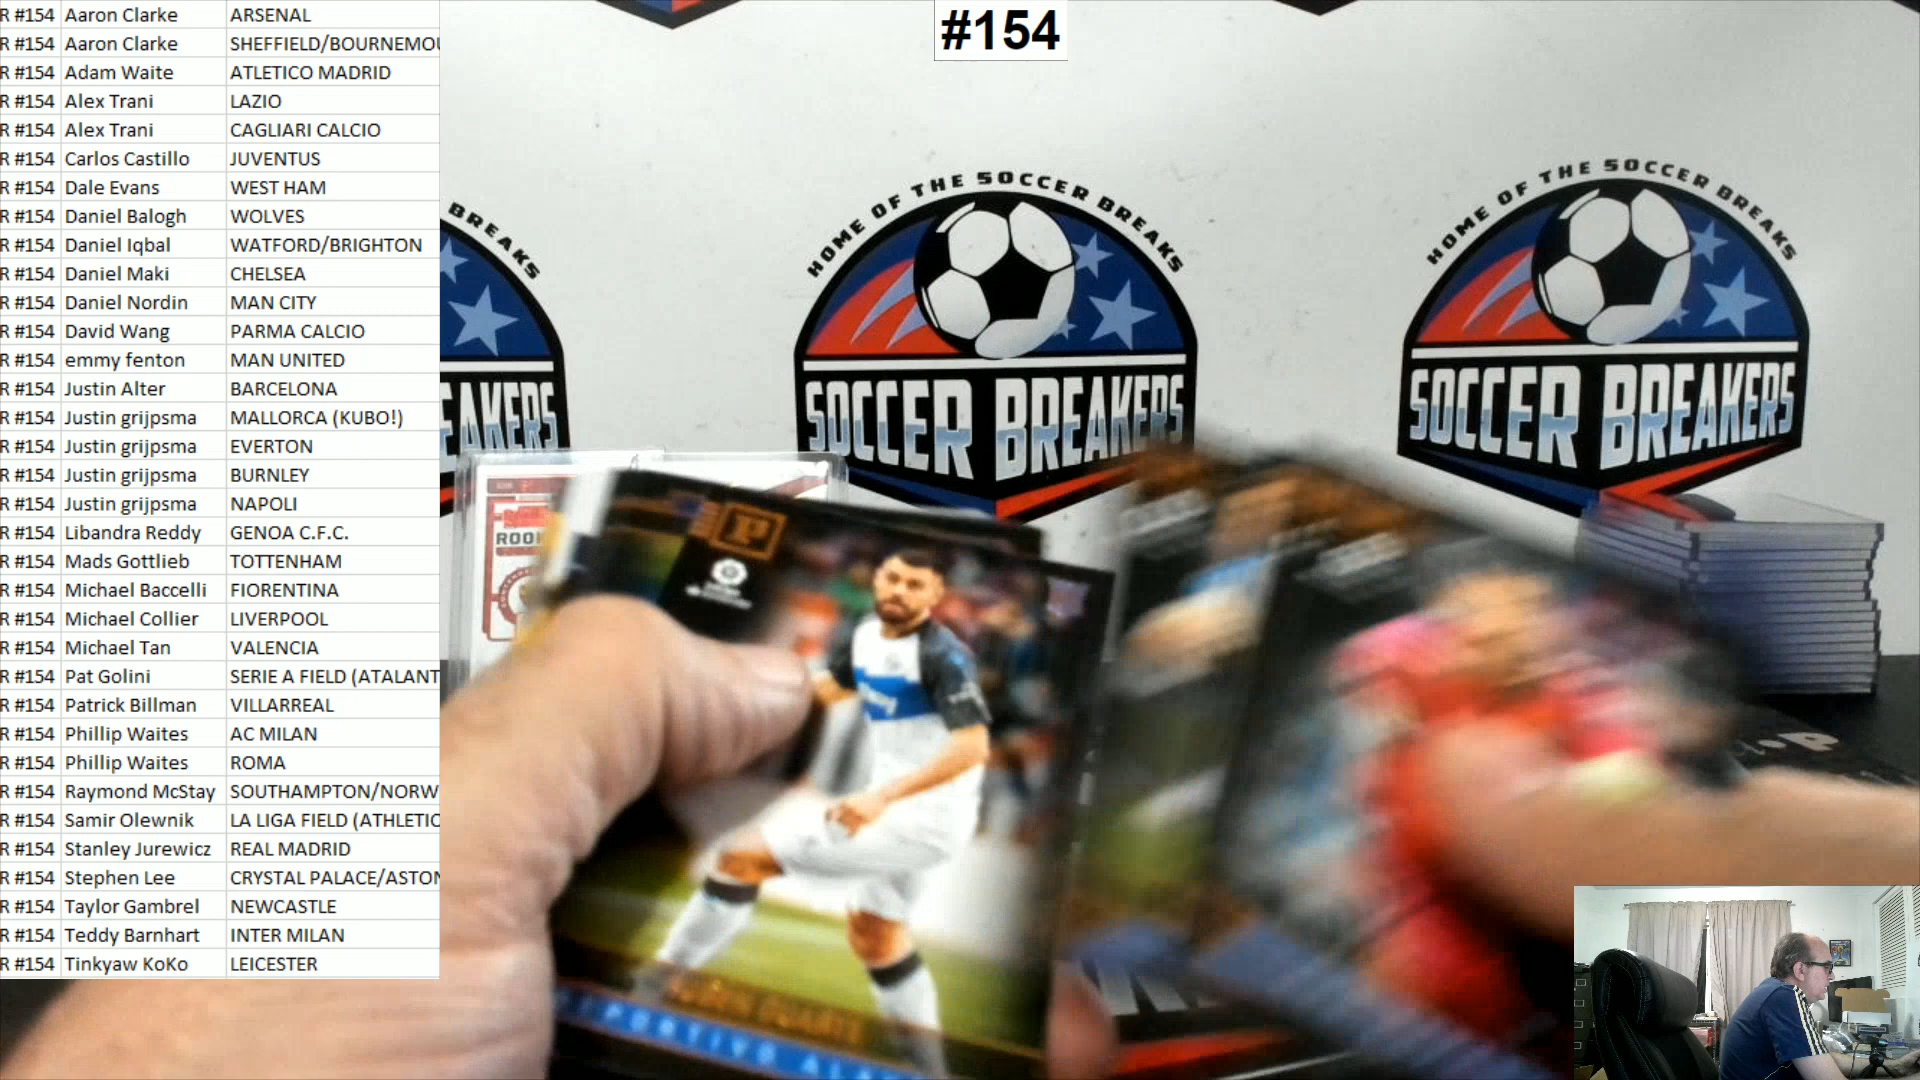 R #154 Aaron Clarke ARSENAL
R #154 Aaron Clarke SHEFFIELD/BOURNEMOU
R #154 Adam Waite ATLETICO MADRID
R #154 Alex Trani LAZIO
R #154 Alex Trani CAGLIARI CALCIO
R #154 Carlos Castillo JUVENTUS
R #154 Dale Evans WEST HAM
R #154 Daniel Balogh WOLVES
R #154 Daniel Iqbal WATFORD/BRIGHTON
R #154 Daniel Maki CHELSEA
R #154 Daniel Nordin MAN CITY
R #154 David Wang PARMA CALCIO
R #154 emmy fenton MAN UNITED
R #154 Justin Alter BARCELONA
R #154 Justin grijpsma MALLORCA (KUBO!)
R #154 Justin grijpsma EVERTON
R #154 Justin grijpsma BURNLEY
R #154 Justin grijpsma NAPOLI
R #154 Libandra Reddy GENOA C.F.C.
R #154 Mads Gottlieb TOTTENHAM
R #154 Michael Baccelli FIORENTINA
R #154 Michael Collier LIVERPOOL
R #154 Michael Tan VALENCIA
R #154 Pat Golini SERIE A FIELD (ATALANT
R #154 Patrick Billman VILLARREAL
R #154 Phillip Waites AC MILAN
R #154 Phillip Waites ROMA
R #154 Raymond McStay SOUTHAMPTON/NORW
R #154 Samir Olewnik LA LIGA FIELD (ATHLETIC
R #154 Stanley Jurewicz REAL MADRID
R #154 Stephen Lee CRYSTAL PALACE/ASTON
R #154 Taylor Gambrel NEWCASTLE
R #154 Teddy Barnhart INTER MILAN
R #154 Tinkyaw KoKo LEICESTER
#154
BREAKS
EAKERS
HOME OF THE SOCCER BREAKS
SOCCER BREAKERS
HOME OF THE SOCCER BREAKS
SOCCER BREAKERS
ROO
P
DUARTE